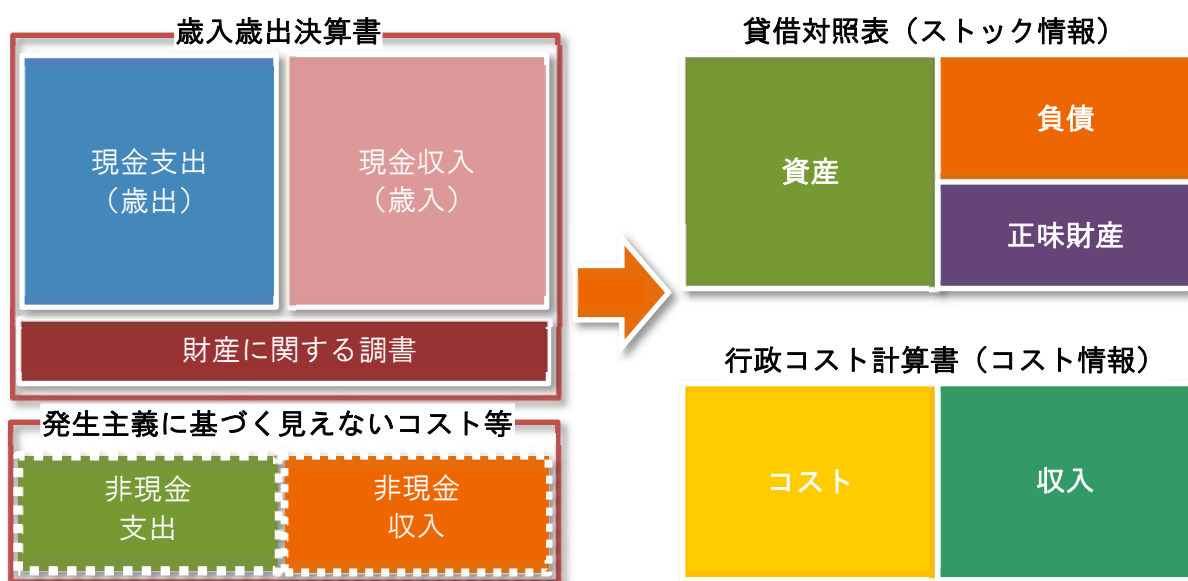 歳入歳出決算書
現金支出
（歳出）
現金収入
（歳入）
財産に関する調書
発生主義に基づく見えないコスト等
非現金
支出
非現金
収入
貸借対照表（ストック情報）
資産
負債
正味財産
行政コスト計算書（コスト情報）
コスト
収入